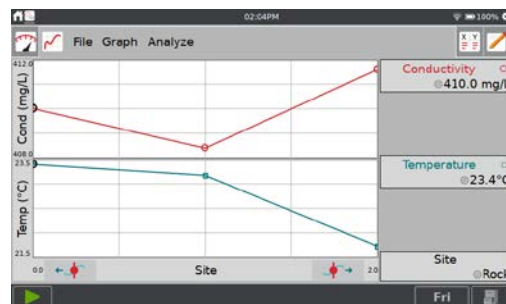 02:04PM
100%
File Graph Analyze
X Y
412.0
Cond (mg/L)
408.0
Conductivity
410.0 mg/L
23.5
Temp (°C)
21.5
Temperature
23.4°C
0.0
Site
2.0
Site
Rock
Fri